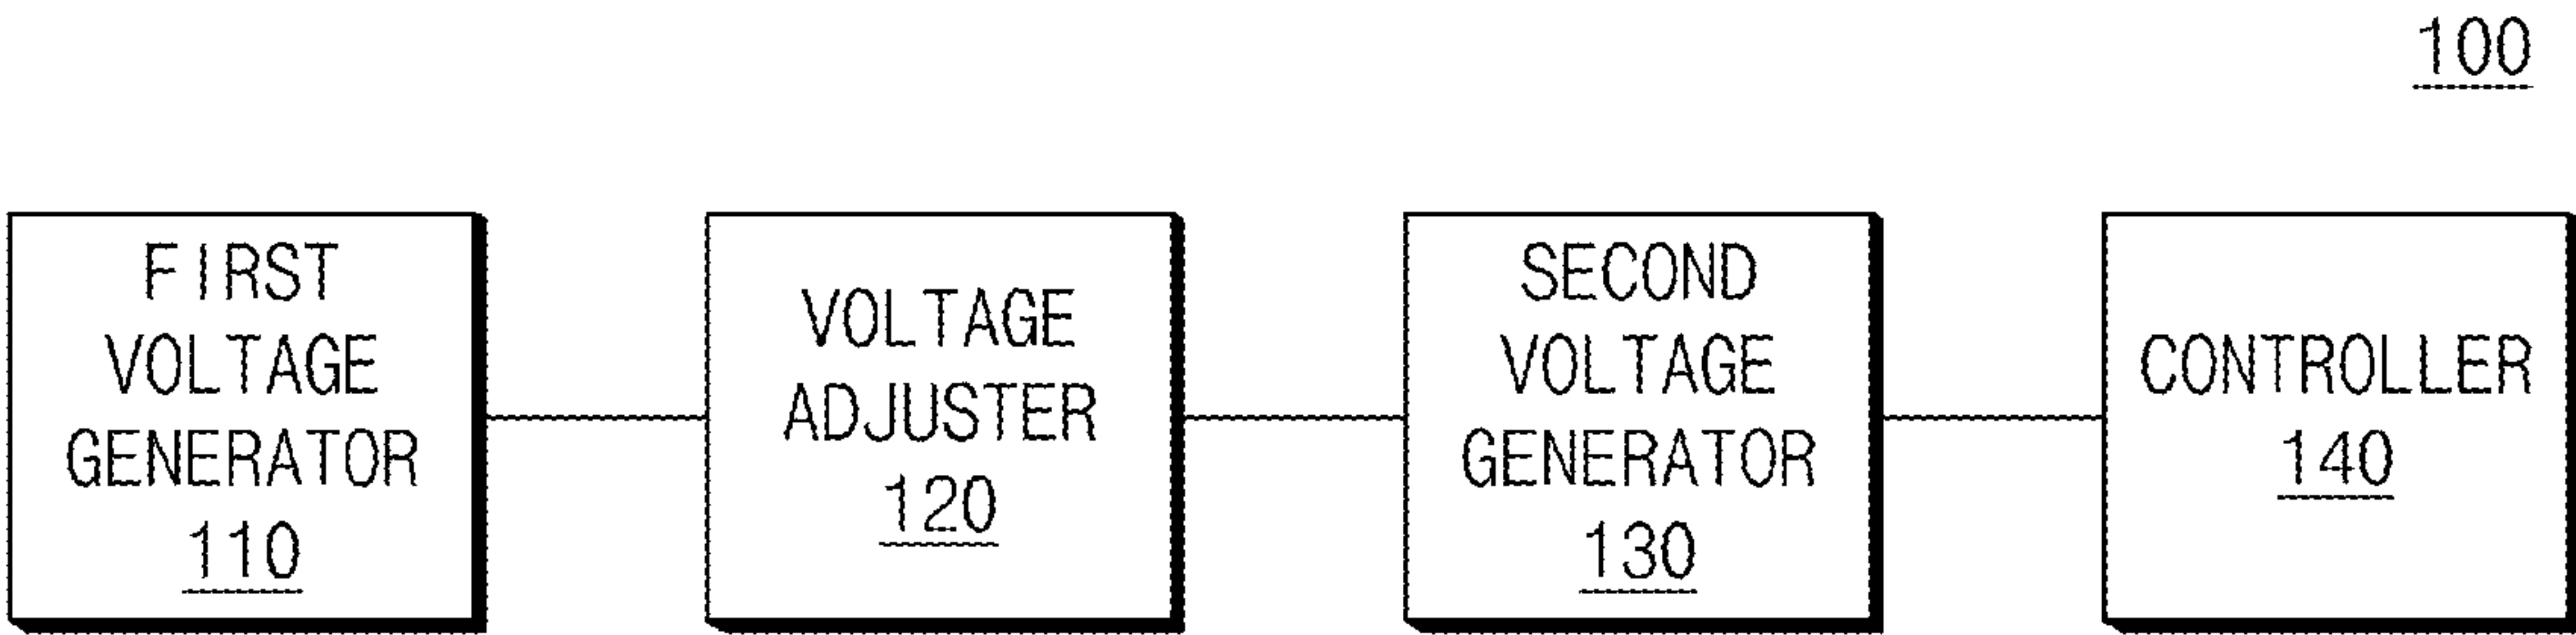 100
FIRST
VOLTAGE
GENERATOR
110
VOLTAGE
ADJUSTER
120
SECOND
VOLTAGE
GENERATOR
130
CONTROLLER
140